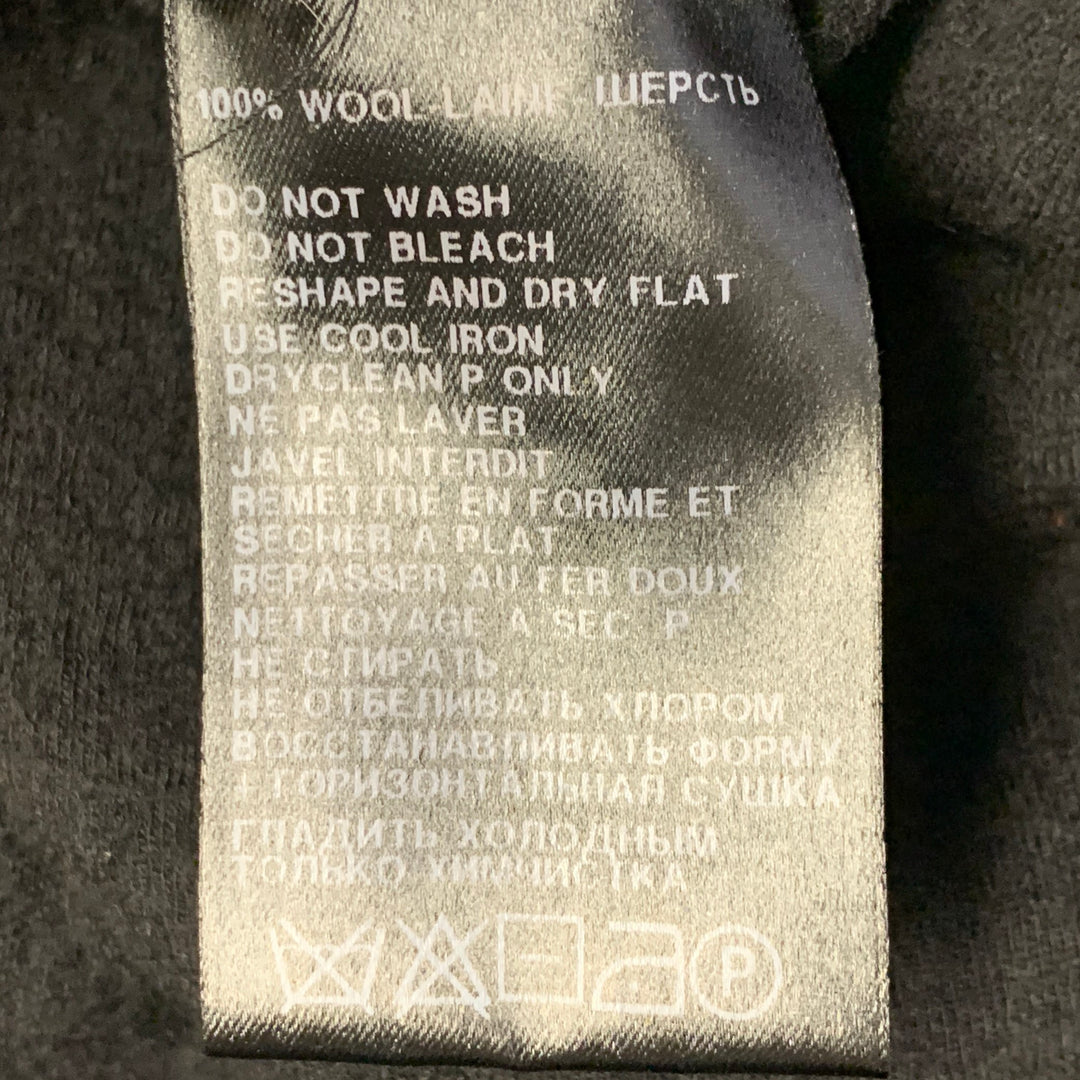 100% WOOL LAINE ШЕРСТЬ
DO NOT WASH
DO NOT BLEACH
RESHAPE AND DRY FLAT
USE COOL IRON
DRYCLEAN P ONLY
NE PAS LAVER
JAVEL INTERDIT
REMETTRE EN FORME ET
SECHER A PLAT
REPASSER AU FER DOUX
NETTOYAGE A SEC P
НЕ СТИРАТЬ
НЕ ОТБЕЛИВАТЬ ХЛОРОМ
ВОССТАНАВЛИВАТЬ ФОРМУ
+ ГОРИЗОНТАЛЬНАЯ СУШКА
ГЛАДИТЬ ХОЛОДНЫМ
ТОЛЬКО ХИМЧИСТКА
P